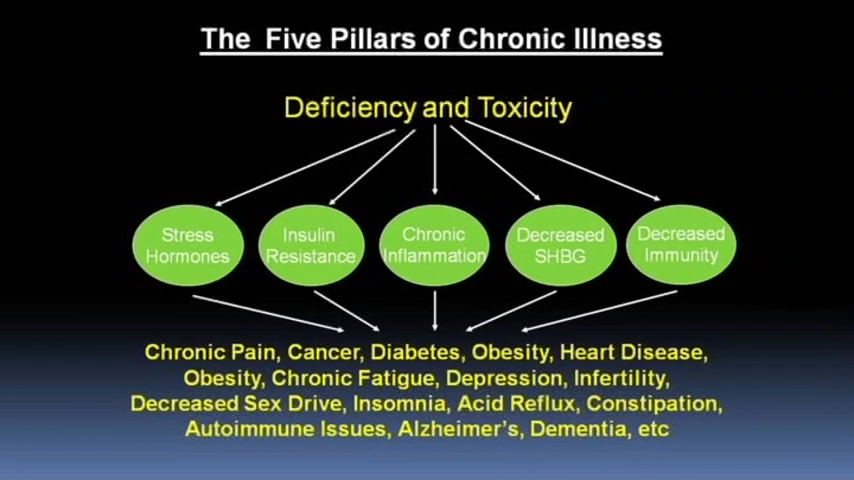 The Five Pillars of Chronic Illness
Deficiency and Toxicity
Stress
Hormones
Insulin
Resistance
Chronic
Inflammation
Decreased
SHBG
Decreased
Immunity
Chronic Pain, Cancer, Diabetes, Obesity, Heart Disease,
Obesity, Chronic Fatigue, Depression, Infertility,
Decreased Sex Drive, Insomnia, Acid Reflux, Constipation,
Autoimmune Issues, Alzheimer's, Dementia, etc